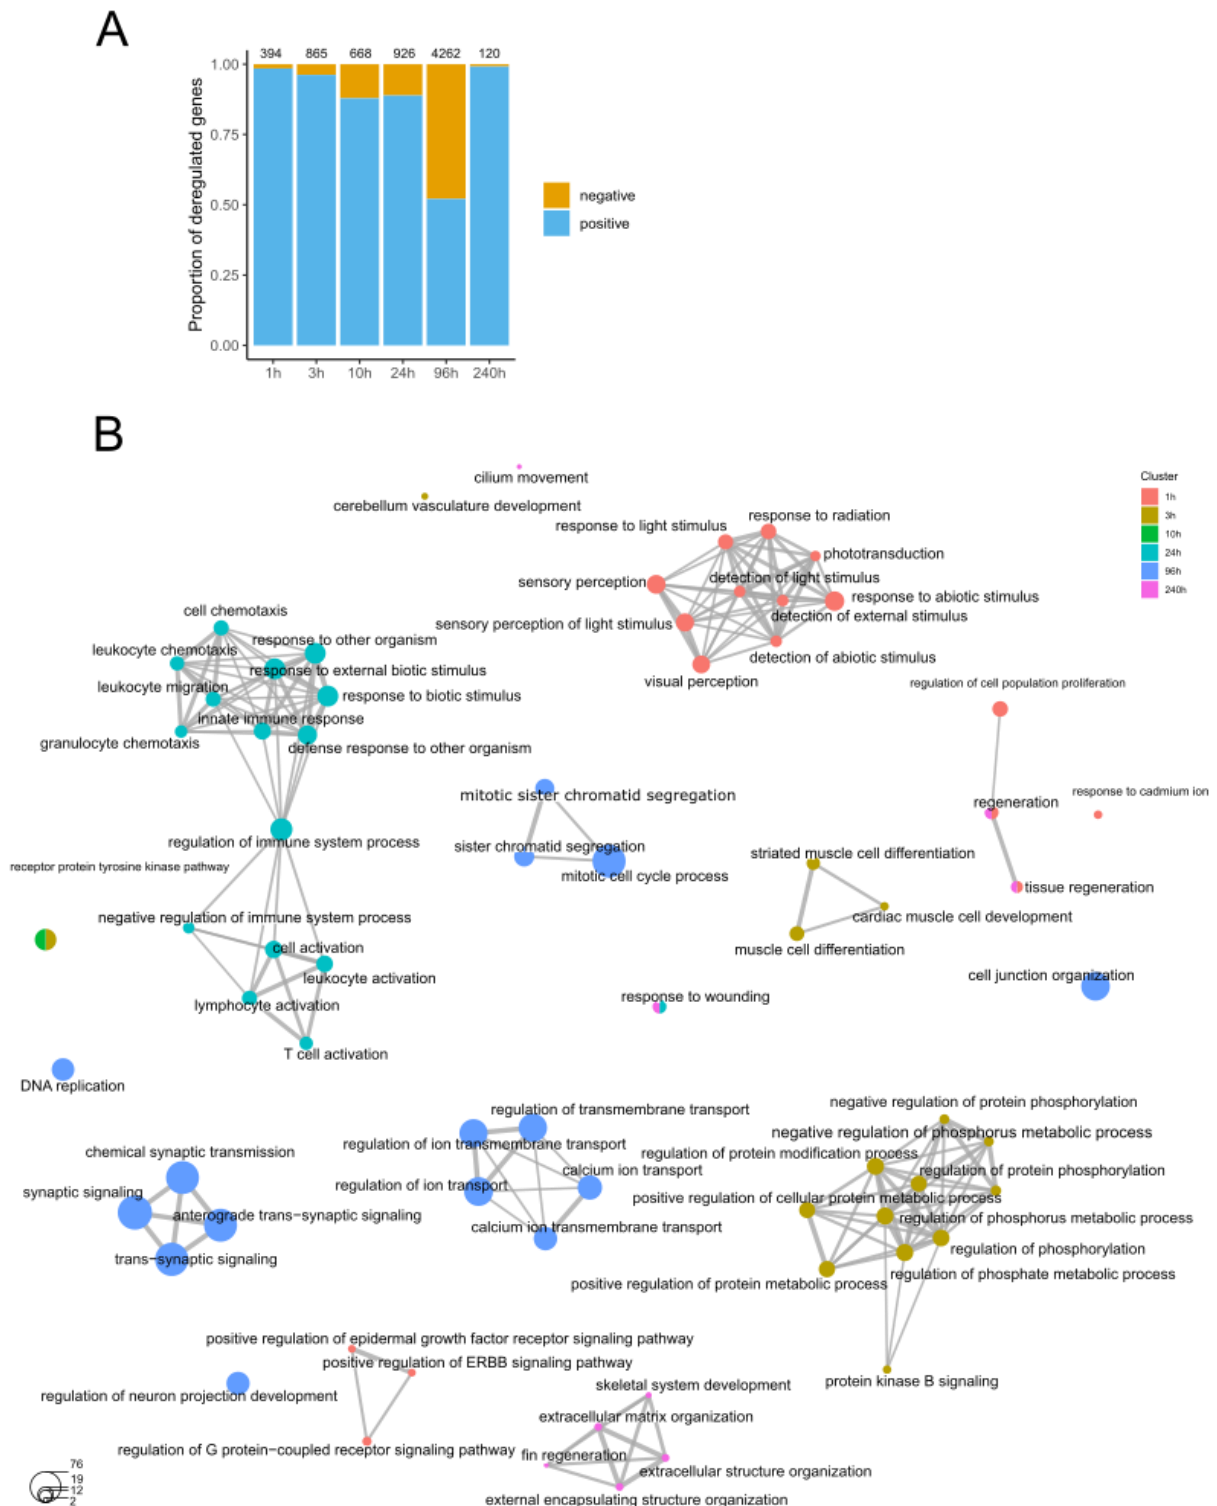 A
394 865 668 926 4262 120
1.00
0.75
0.50
0.25
0.00
Proportion of deregulated genes
1h 3h 10h 24h 96h 240h
negative
positive
B
cilium movement
cerebellum vasculature development
Cluster
1h
3h
10h
24h
96h
240h
response to radiation
response to light stimulus
phototransduction
detection of light stimulus
sensory perception
response to abiotic stimulus
detection of external stimulus
sensory perception of light stimulus
detection of abiotic stimulus
visual perception
cell chemotaxis
response to other organism
leukocyte chemotaxis
response to external biotic stimulus
leukocyte migration
response to biotic stimulus
innate immune response
granulocyte chemotaxis
defense response to other organism
regulation of immune system process
receptor protein tyrosine kinase pathway
negative regulation of immune system process
cell activation
leukocyte activation
lymphocyte activation
T cell activation
regulation of cell population proliferation
response to cadmium ion
regeneration
tissue regeneration
mitotic sister chromatid segregation
sister chromatid segregation
mitotic cell cycle process
striated muscle cell differentiation
cardiac muscle cell development
muscle cell differentiation
cell junction organization
response to wounding
DNA replication
chemical synaptic transmission
synaptic signaling
anterograde trans−synaptic signaling
trans−synaptic signaling
regulation of transmembrane transport
regulation of ion transmembrane transport
calcium ion transport
regulation of ion transport
calcium ion transmembrane transport
negative regulation of protein phosphorylation
negative regulation of phosphorus metabolic process
regulation of protein modification process
regulation of protein phosphorylation
positive regulation of cellular protein metabolic process
regulation of phosphorus metabolic process
regulation of phosphorylation
regulation of phosphate metabolic process
positive regulation of protein metabolic process
protein kinase B signaling
positive regulation of epidermal growth factor receptor signaling pathway
positive regulation of ERBB signaling pathway
regulation of neuron projection development
regulation of G protein−coupled receptor signaling pathway
skeletal system development
extracellular matrix organization
fin regeneration
extracellular structure organization
external encapsulating structure organization
76
19
12
2